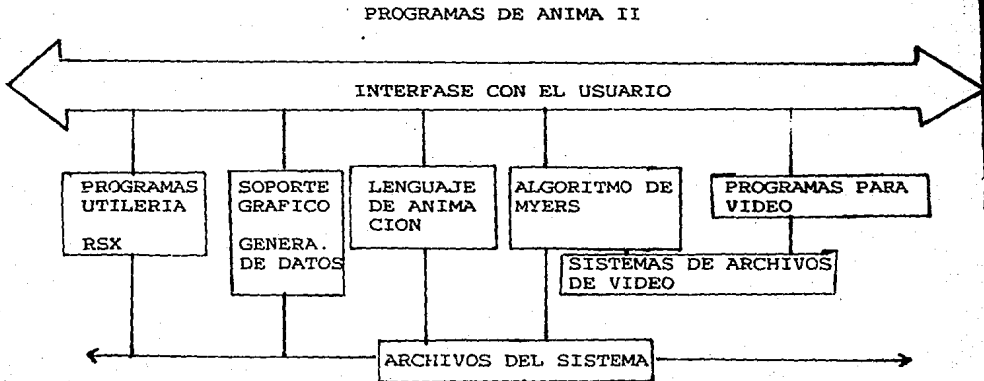 PROGRAMAS DE ANIMA II
INTERFASE CON EL USUARIO
PROGRAMAS
UTILERIA
RSX
SOPORTE
GRAFICO
GENERA.
DE DATOS
LENGUAJE
DE ANIMA
CION
ALGORITMO DE
MYERS
PROGRAMAS PARA
VIDEO
SISTEMAS DE ARCHIVOS
DE VIDEO
ARCHIVOS DEL SISTEMA